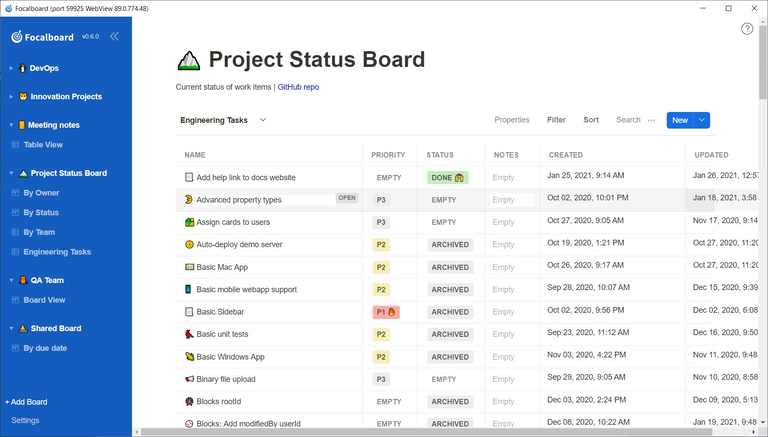 Focalboard (port 59925 WebView 89.0.774.48)
Focalboard v0.6.0
DevOps
Innovation Projects
Meeting notes
Table View
Project Status Board
By Owner
By Status
By Team
Engineering Tasks
QA Team
Board View
Shared Board
By due date
+ Add Board
Settings
?
Project Status Board
Current status of work items | GitHub repo
Engineering Tasks Properties Filter Sort Search ··· New
NAME PRIORITY STATUS NOTES CREATED UPDATED
Add help link to docs website EMPTY DONE Empty Jan 25, 2021, 9:14 AM Jan 26, 2021, 12:57
Advanced property types OPEN P3 EMPTY Empty Oct 02, 2020, 10:01 PM Jan 18, 2021, 3:58
Assign cards to users P3 EMPTY Empty Oct 27, 2020, 9:05 AM Nov 17, 2020, 9:14
Auto-deploy demo server P2 ARCHIVED Empty Oct 19, 2020, 1:21 PM Oct 27, 2020, 11:20
Basic Mac App P2 ARCHIVED Empty Oct 26, 2020, 9:17 AM Oct 27, 2020, 11:20
Basic mobile webapp support P2 ARCHIVED Empty Sep 28, 2020, 10:07 AM Dec 15, 2020, 9:39
Basic Sidebar P1 ARCHIVED Empty Oct 02, 2020, 9:56 PM Dec 02, 2020, 6:08
Basic unit tests P2 ARCHIVED Empty Sep 23, 2020, 11:12 AM Dec 16, 2020, 9:50
Basic Windows App P2 ARCHIVED Empty Nov 03, 2020, 4:22 PM Nov 11, 2020, 9:48
Binary file upload P3 EMPTY Empty Sep 29, 2020, 9:05 AM Nov 10, 2020, 8:58
Blocks rootId EMPTY ARCHIVED Empty Dec 03, 2020, 2:24 PM Dec 09, 2020, 5:13
Blocks: Add modifiedBy userId EMPTY ARCHIVED Empty Dec 08, 2020, 10:22 AM Jan 19, 2021, 9:48